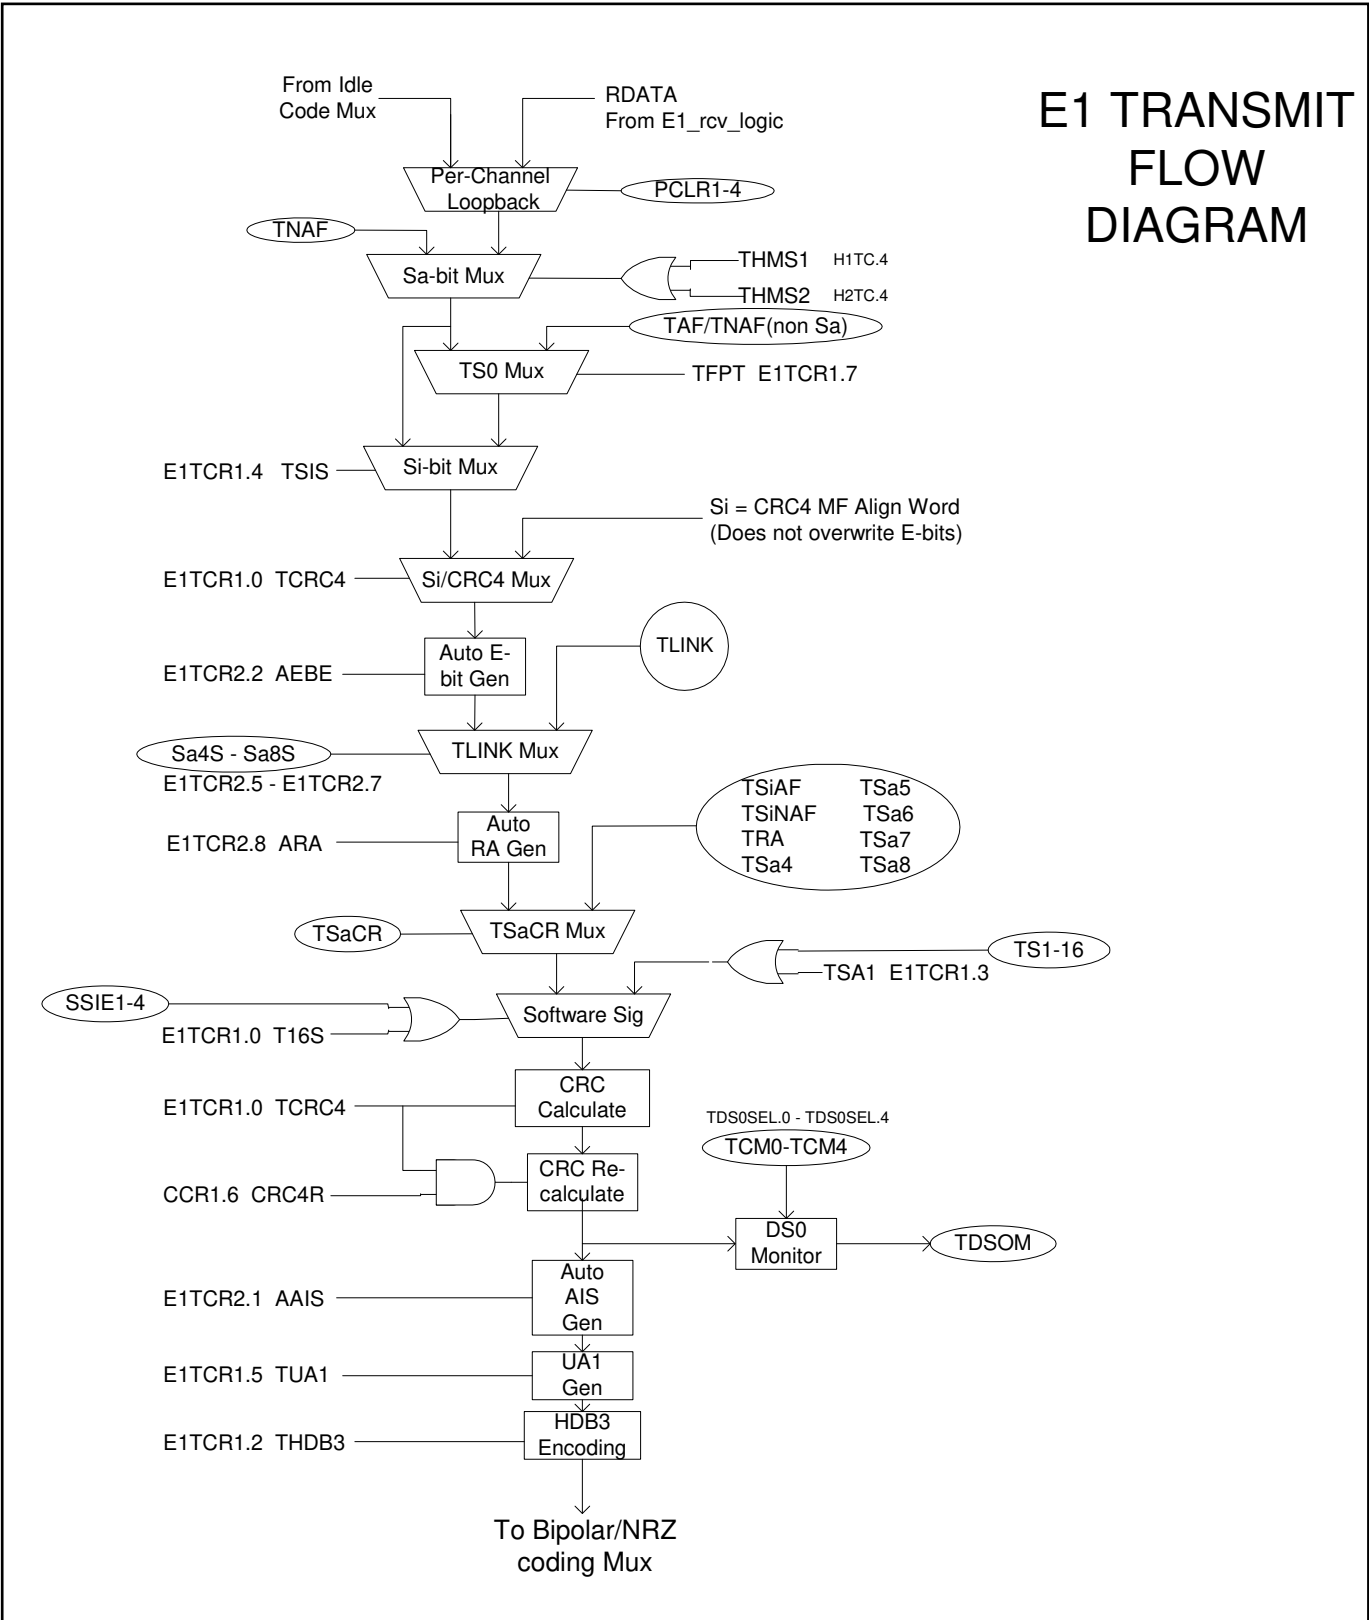 E1 TRANSMIT
FLOW
DIAGRAM
From Idle
Code Mux
RDATA
From E1_rcv_logic
Per-Channel
Loopback
PCLR1-4
TNAF
Sa-bit Mux
THMS1 H1TC.4
THMS2 H2TC.4
TAF/TNAF(non Sa)
TS0 Mux
TFPT E1TCR1.7
E1TCR1.4 TSIS
Si-bit Mux
Si = CRC4 MF Align Word
(Does not overwrite E-bits)
E1TCR1.0 TCRC4
Si/CRC4 Mux
Auto E-
bit Gen
TLINK
E1TCR2.2 AEBE
Sa4S - Sa8S
TLINK Mux
E1TCR2.5 - E1TCR2.7
TSiAF TSa5
TSiNAF TSa6
TRA TSa7
TSa4 TSa8
Auto
RA Gen
E1TCR2.8 ARA
TSaCR
TSaCR Mux
TS1-16
TSA1 E1TCR1.3
SSIE1-4
Software Sig
E1TCR1.0 T16S
CRC
Calculate
E1TCR1.0 TCRC4
TDS0SEL.0 - TDS0SEL.4
TCM0-TCM4
CRC Re-
calculate
CCR1.6 CRC4R
DS0
Monitor
TDSOM
Auto
AIS
Gen
E1TCR2.1 AAIS
UA1
Gen
E1TCR1.5 TUA1
HDB3
Encoding
E1TCR1.2 THDB3
To Bipolar/NRZ
coding Mux